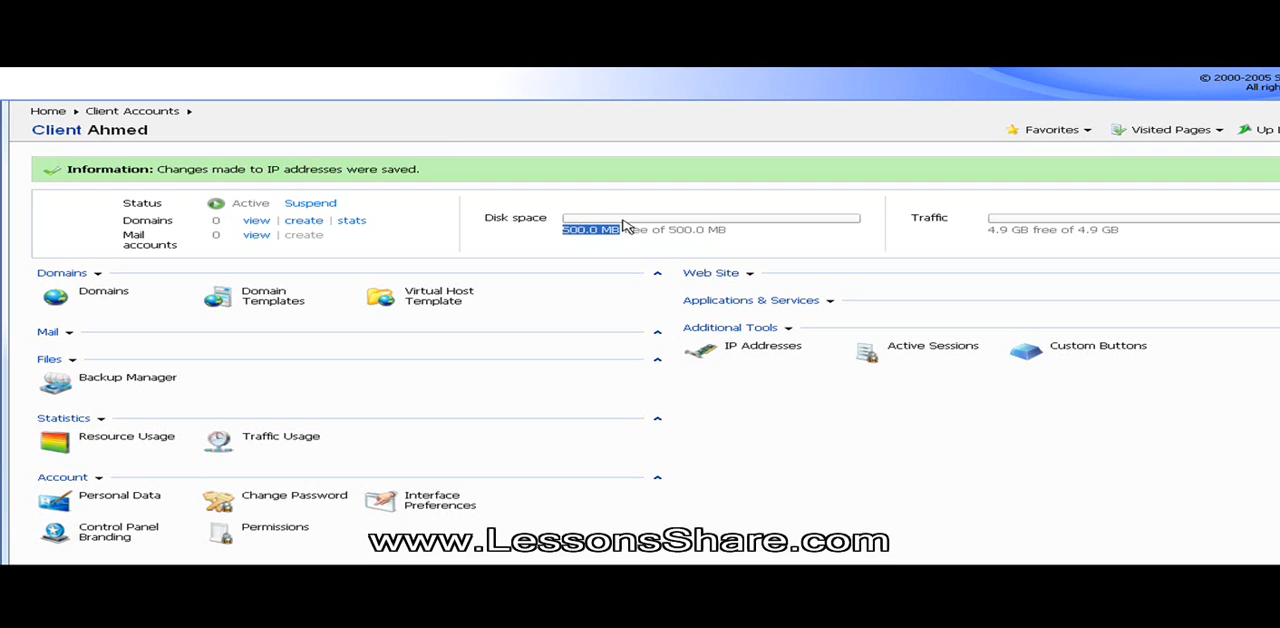 © 2000-2005 S
All righ
Home ▸ Client Accounts ▸
Client Ahmed
Favorites
Visited Pages
Up L
Information: Changes made to IP addresses were saved.
Status Active Suspend
Domains 0 view | create | stats
Mail accounts 0 view | create
Disk space
500.0 MB free of 500.0 MB
Traffic
4.9 GB free of 4.9 GB
Domains
Domains
Domain Templates
Virtual Host Template
Mail
Files
Backup Manager
Statistics
Resource Usage
Traffic Usage
Account
Personal Data
Change Password
Interface Preferences
Control Panel Branding
Permissions
Web Site
Applications & Services
Additional Tools
IP Addresses
Active Sessions
Custom Buttons
www.LessonsShare.com